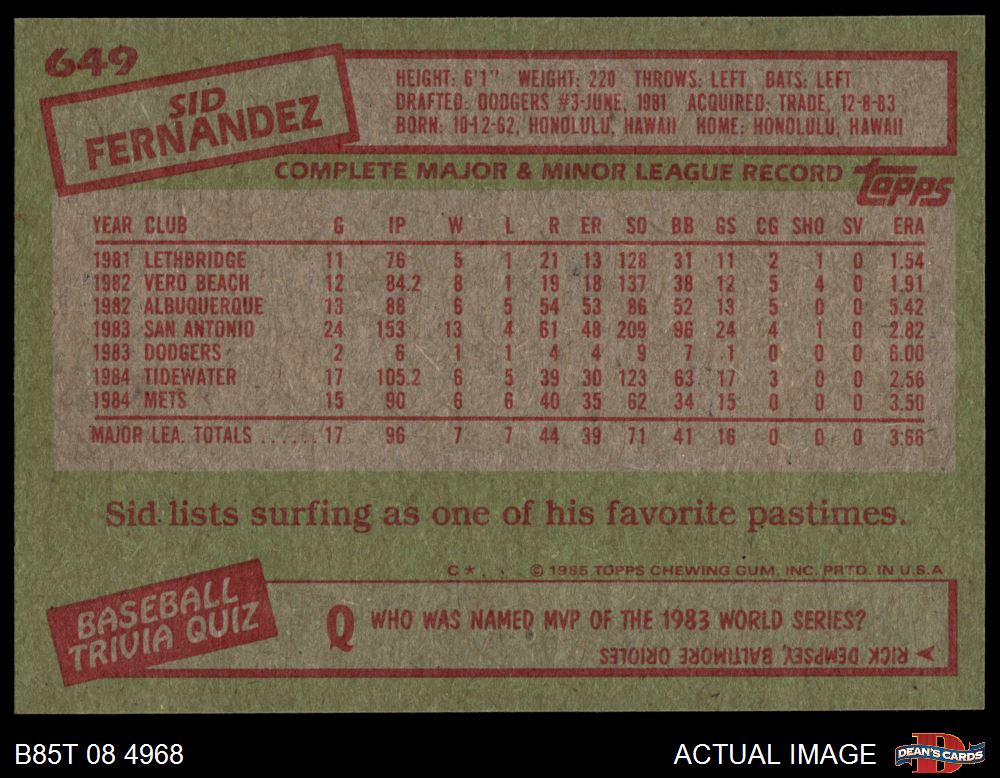 649
SID
FERNANDEZ
HEIGHT: 6'1" WEIGHT: 220 THROWS: LEFT BATS: LEFT
DRAFTED: DODGERS #3-JUNE, 1981 ACQUIRED: TRADE, 12-8-83
BORN: 10-12-62, HONOLULU, HAWAII HOME: HONOLULU, HAWAII
COMPLETE MAJOR & MINOR LEAGUE RECORD topps
YEAR CLUB G IP W L R ER SO BB GS CG SHO SV ERA
1981 LETHBRIDGE 11 76 5 1 21 13 128 31 11 2 1 0 1.54
1982 VERO BEACH 12 84.2 8 1 19 18 137 38 12 5 4 0 1.91
1982 ALBUQUERQUE 13 88 6 5 54 53 86 52 13 5 0 0 5.42
1983 SAN ANTONIO 24 153 13 4 61 48 209 96 24 4 1 0 2.82
1983 DODGERS 2 6 1 1 4 4 9 7 1 0 0 0 6.00
1984 TIDEWATER 17 105.2 6 5 39 30 123 63 17 3 0 0 2.56
1984 METS 15 90 6 6 40 35 62 34 15 0 0 0 3.50
MAJOR LEA. TOTALS ...... 17 96 7 7 44 39 71 41 16 0 0 0 3.66
Sid lists surfing as one of his favorite pastimes.
C * . . © 1985 TOPPS CHEWING GUM, INC. PRTD. IN U.S.A
BASEBALL
TRIVIA QUIZ
Q WHO WAS NAMED MVP OF THE 1983 WORLD SERIES?
RICK DEMPSEY, BALTIMORE ORIOLES
B85T 08 4968
ACTUAL IMAGE
D
DEAN'S CARDS